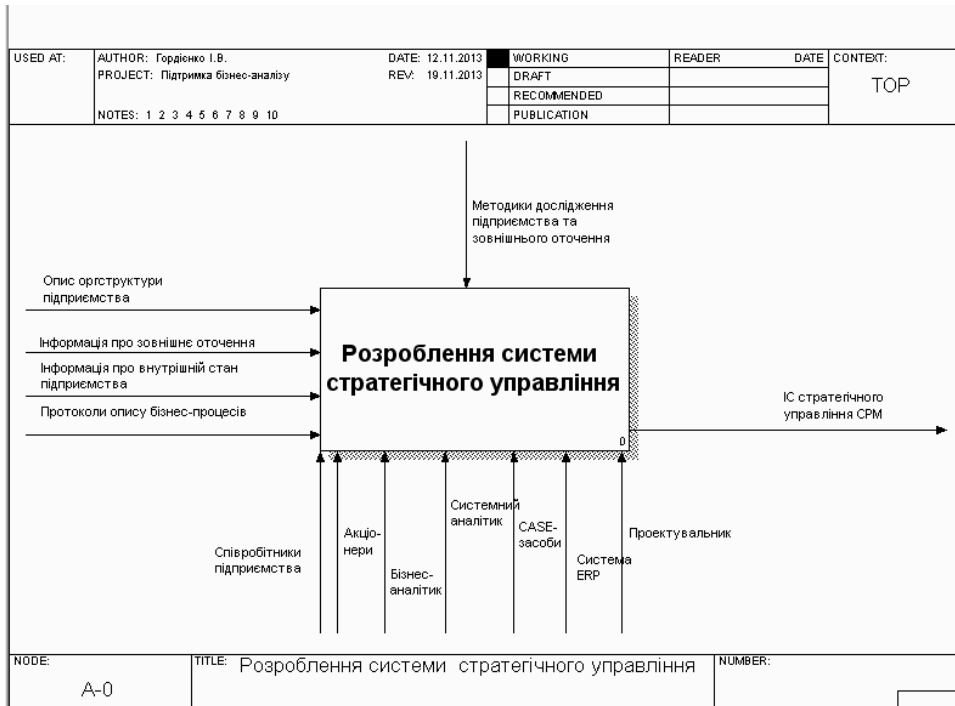 USED AT:
AUTHOR: Гордієнко І.В.
DATE: 12.11.2013
PROJECT: Підтримка бізнес-аналізу
REV: 19.11.2013
NOTES: 1 2 3 4 5 6 7 8 9 10
WORKING
DRAFT
RECOMMENDED
PUBLICATION
READER
DATE
CONTEXT:
TOP
Методики дослідження
підприємства та
зовнішнього оточення
Опис оргструктури
підприємства
Інформація про зовнішнє оточення
Інформація про внутрішній стан
підприємства
Протоколи опису бізнес-процесів
Розроблення системи
стратегічного управління
0
ІС стратегічного
управління CPM
Співробітники
підприємства
Акціо-
нери
Бізнес-
аналітик
Системний
аналітик
CASE-
засоби
Система
ERP
Проектувальник
NODE:
A-0
TITLE:
Розроблення системи стратегічного управління
NUMBER: